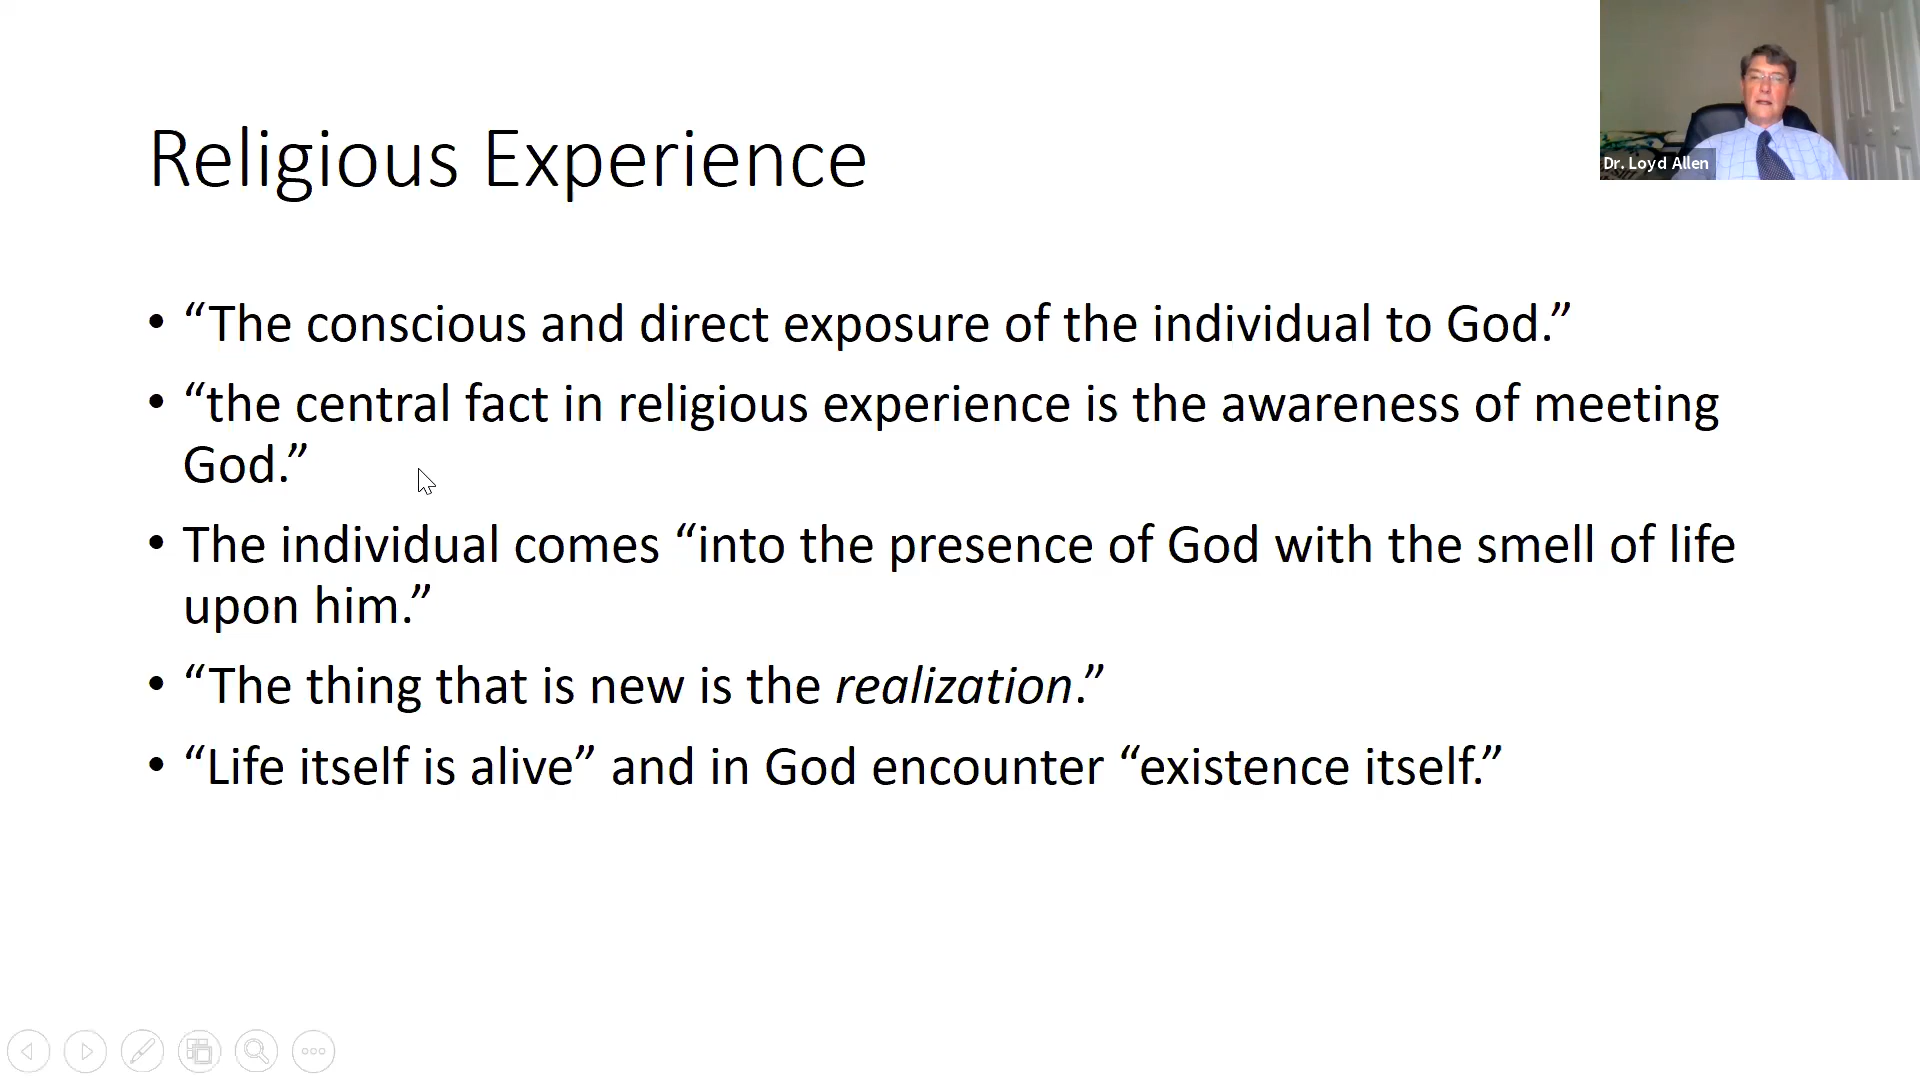 Religious Experience
Dr. Loyd Allen
• “The conscious and direct exposure of the individual to God.”
• “the central fact in religious experience is the awareness of meeting
God.”
• The individual comes “into the presence of God with the smell of life
upon him.”
• “The thing that is new is the realization.”
• “Life itself is alive” and in God encounter “existence itself.”